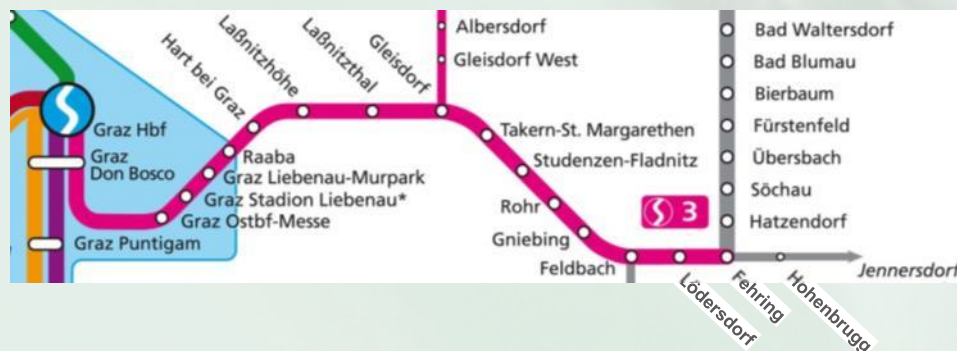 Graz Hbf
Graz
Don Bosco
Graz Puntigam
Graz Ostbf-Messe
Graz Stadion Liebenau*
Graz Liebenau-Murpark
Raaba
Hart bei Graz
Laßnitzhöhe
Laßnitzthal
Gleisdorf
Albersdorf
Gleisdorf West
Takern-St. Margarethen
Studenzen-Fladnitz
Rohr
Gniebing
Feldbach
S 3
Lödersdorf
Fehring
Hohenbrugg
Jennersdorf
Bad Waltersdorf
Bad Blumau
Bierbaum
Fürstenfeld
Übersbach
Söchau
Hatzendorf